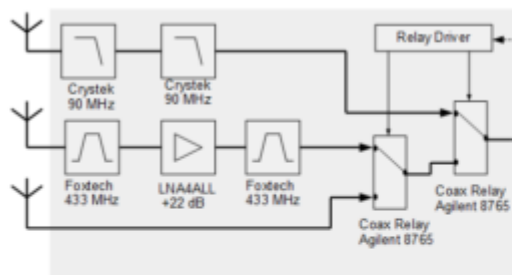 Relay Driver
Crystek
90 MHz
Crystek
90 MHz
Foxtech
433 MHz
LNA4ALL
+22 dB
Foxtech
433 MHz
Coax Relay
Agilent 8765
Coax Relay
Agilent 8765